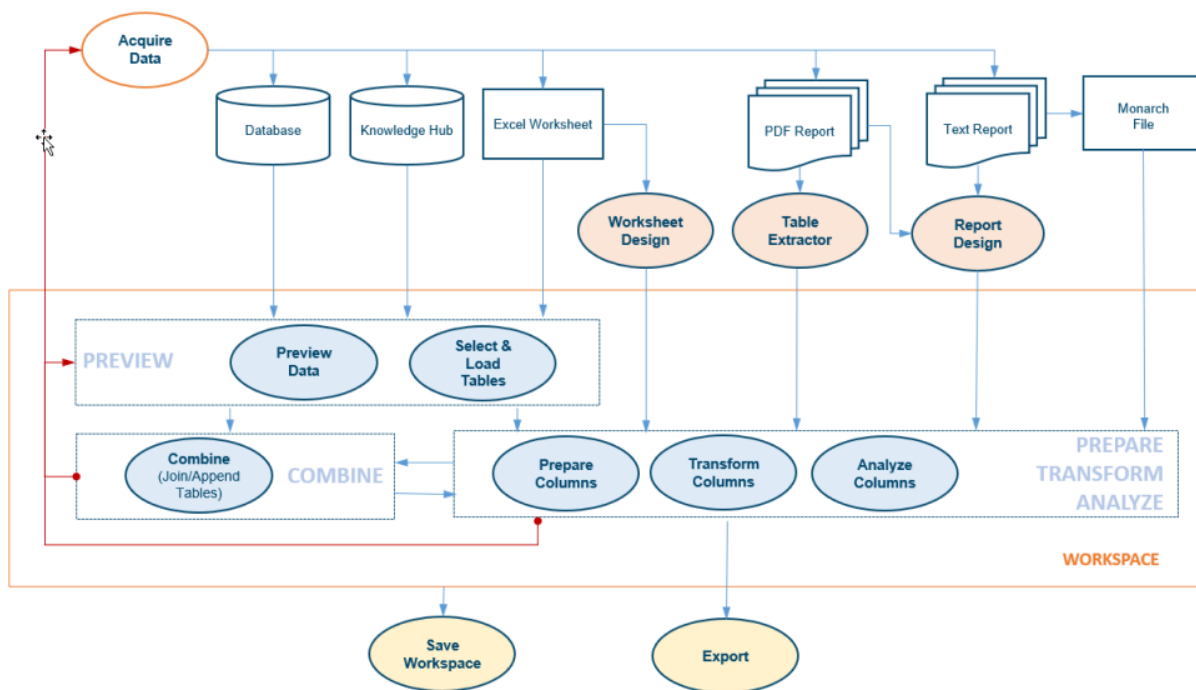 Acquire
Data
Database
Knowledge Hub
Excel Worksheet
PDF Report
Text Report
Monarch
File
Worksheet
Design
Table
Extractor
Report
Design
PREVIEW
Preview
Data
Select &
Load
Tables
Combine
(Join/Append
Tables)
COMBINE
Prepare
Columns
Transform
Columns
Analyze
Columns
PREPARE
TRANSFORM
ANALYZE
WORKSPACE
Save
Workspace
Export